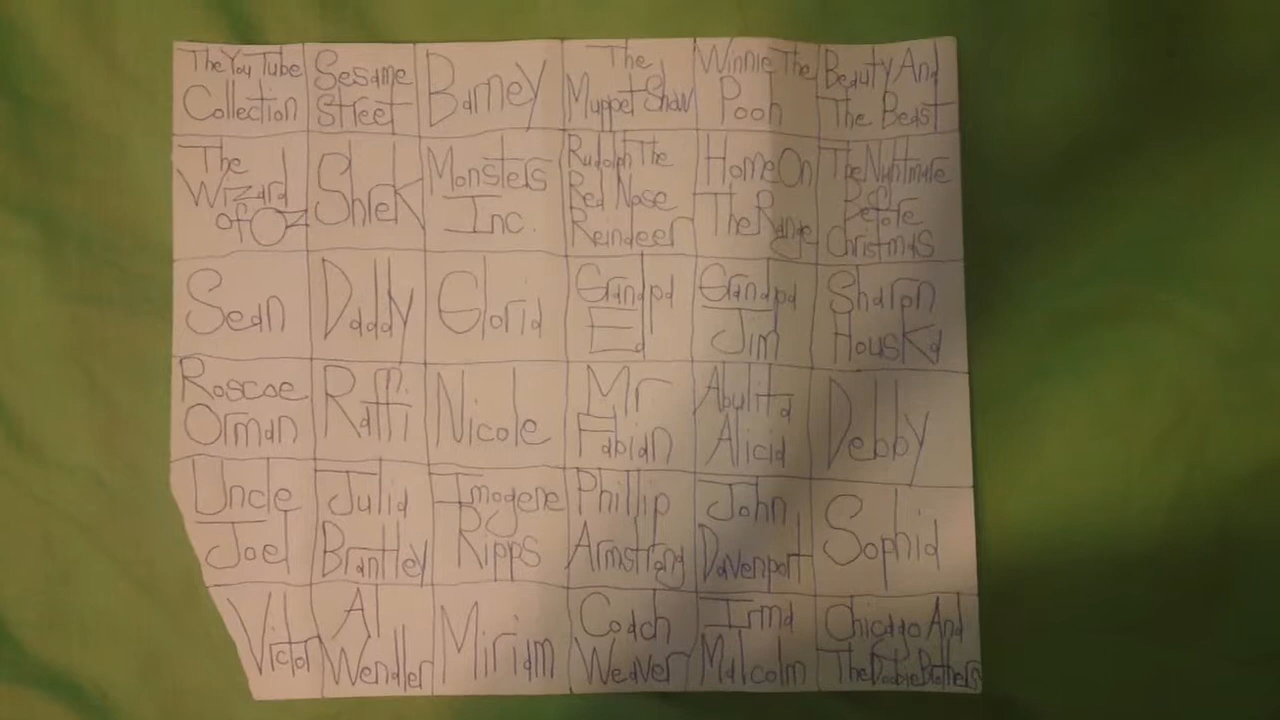 The YouTube
Collection
Sesame
Street
Barney
The
Muppet Show
Winnie The
Pooh
Beauty And
The Beast
The
Wizard
of Oz
Shrek
Monsters
Inc.
Rudolph The
Red Nose
Reindeer
Home On
The Range
The Nightmare
Before
Christmas
Sean
Daddy
Gloria
Grandpa
Ed
Grandpa
Jim
Sharon
Houska
Roscoe
Orman
Raffi
Nicole
Mr
Fabian
Abulita
Alicia
Debby
Uncle
Joel
Julia
Brantley
Imogene
Ripps
Phillip
Armstrong
John
Davenport
Sophia
Victor
Al
Wendler
Miriam
Coach
Weaver
Irma
Malcolm
Chicago And
The Doobie Brothers